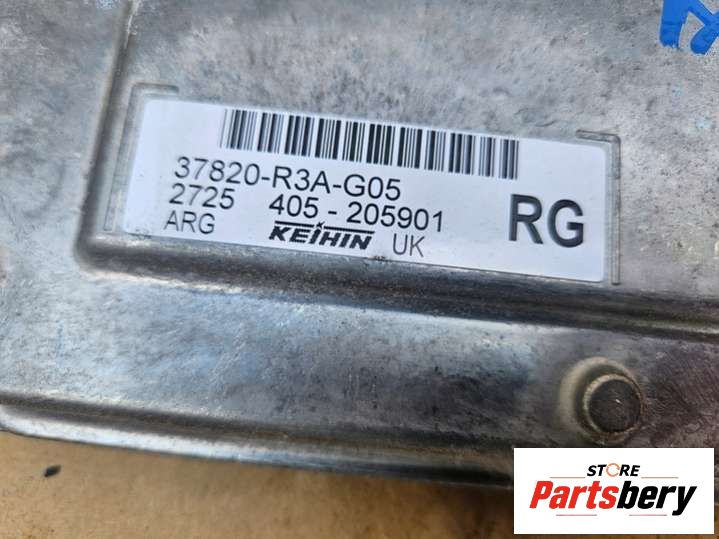 37820-R3A-G05
2725 405-205901
ARG KEIHIN UK
RG
STORE
Partsbery